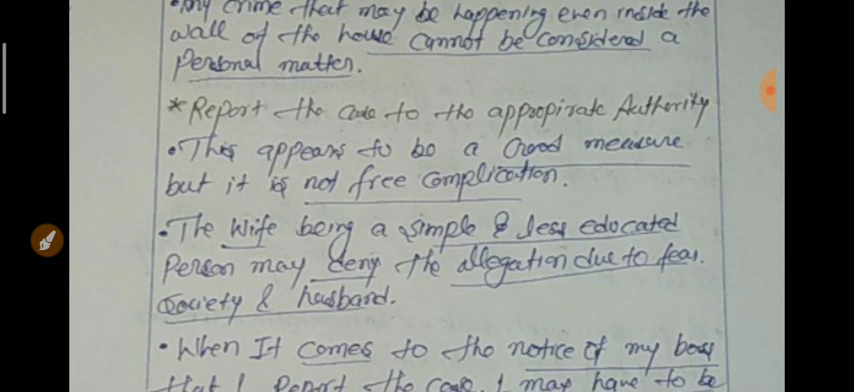 •Any crime that may be happening even inside the
wall of the house cannot be considered a
Personal matter.
*Report the case to the appropirate Authority
•This appears to be a Good measure
but it is not free complication.
•The wife being a simple & less educated
Person may deny the allegation due to fear.
Society & husband.
•When It comes to the notice of my boss
that I Report the case, I may have to be